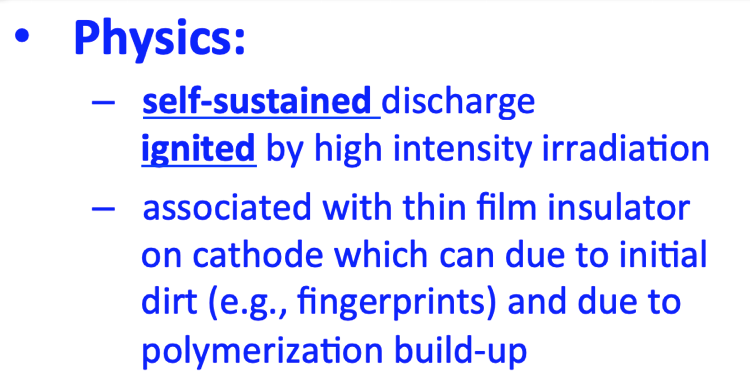 • Physics:
– self-sustained discharge
ignited by high intensity irradiation
– associated with thin film insulator
on cathode which can due to initial
dirt (e.g., fingerprints) and due to
polymerization build-up